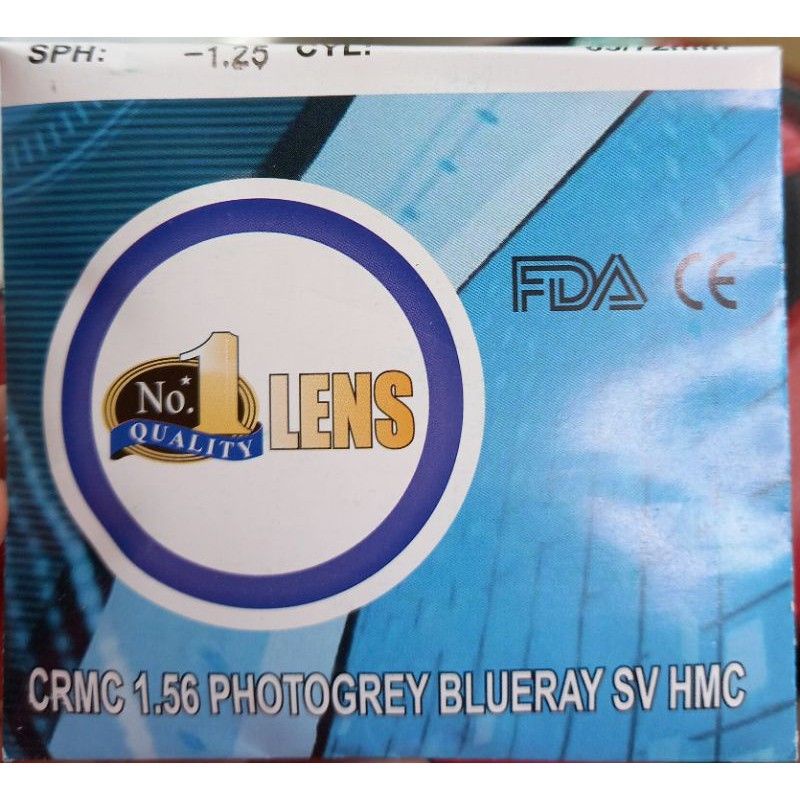 SPH: -1.25 CYL:
FDA CE
No. 1
QUALITY
LENS
CRMC 1.56 PHOTOGREY BLUERAY SV HMC